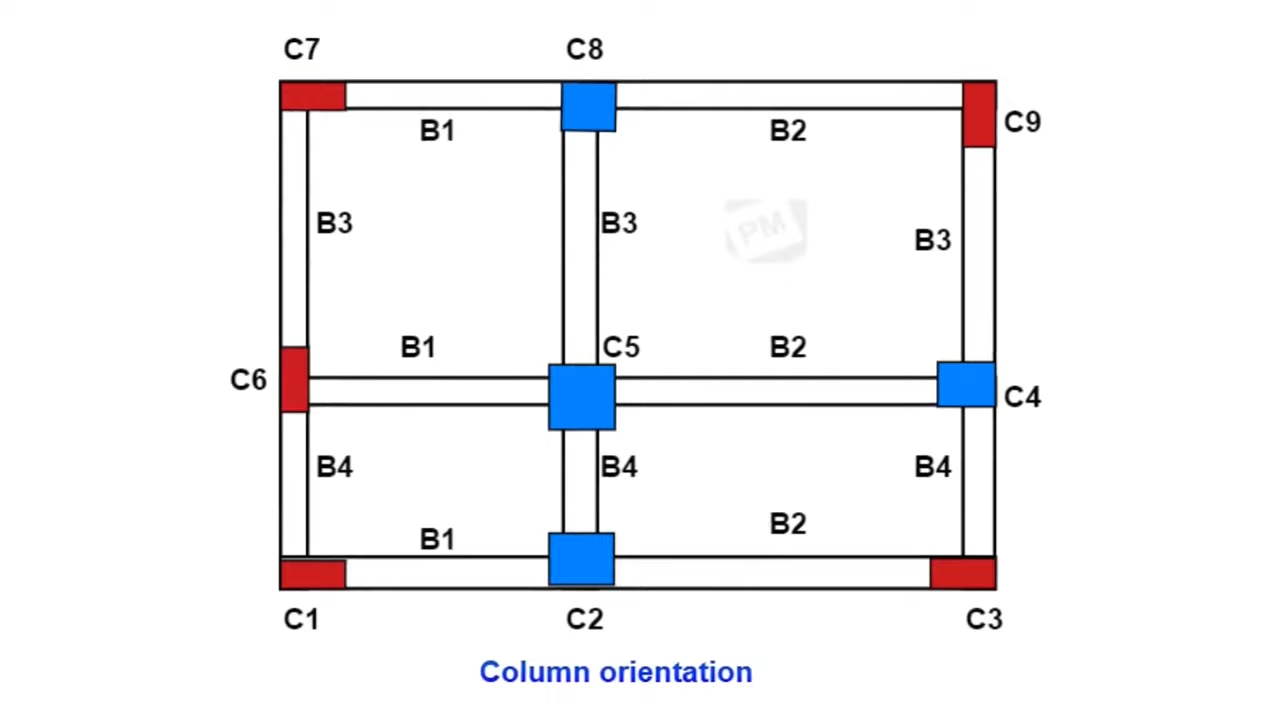 C7 C8
C9
B1 B2
B3 B3 B3
B1 C5 B2
C6 C4
B4 B4 B4
B1 B2
C1 C2 C3
Column orientation
PM